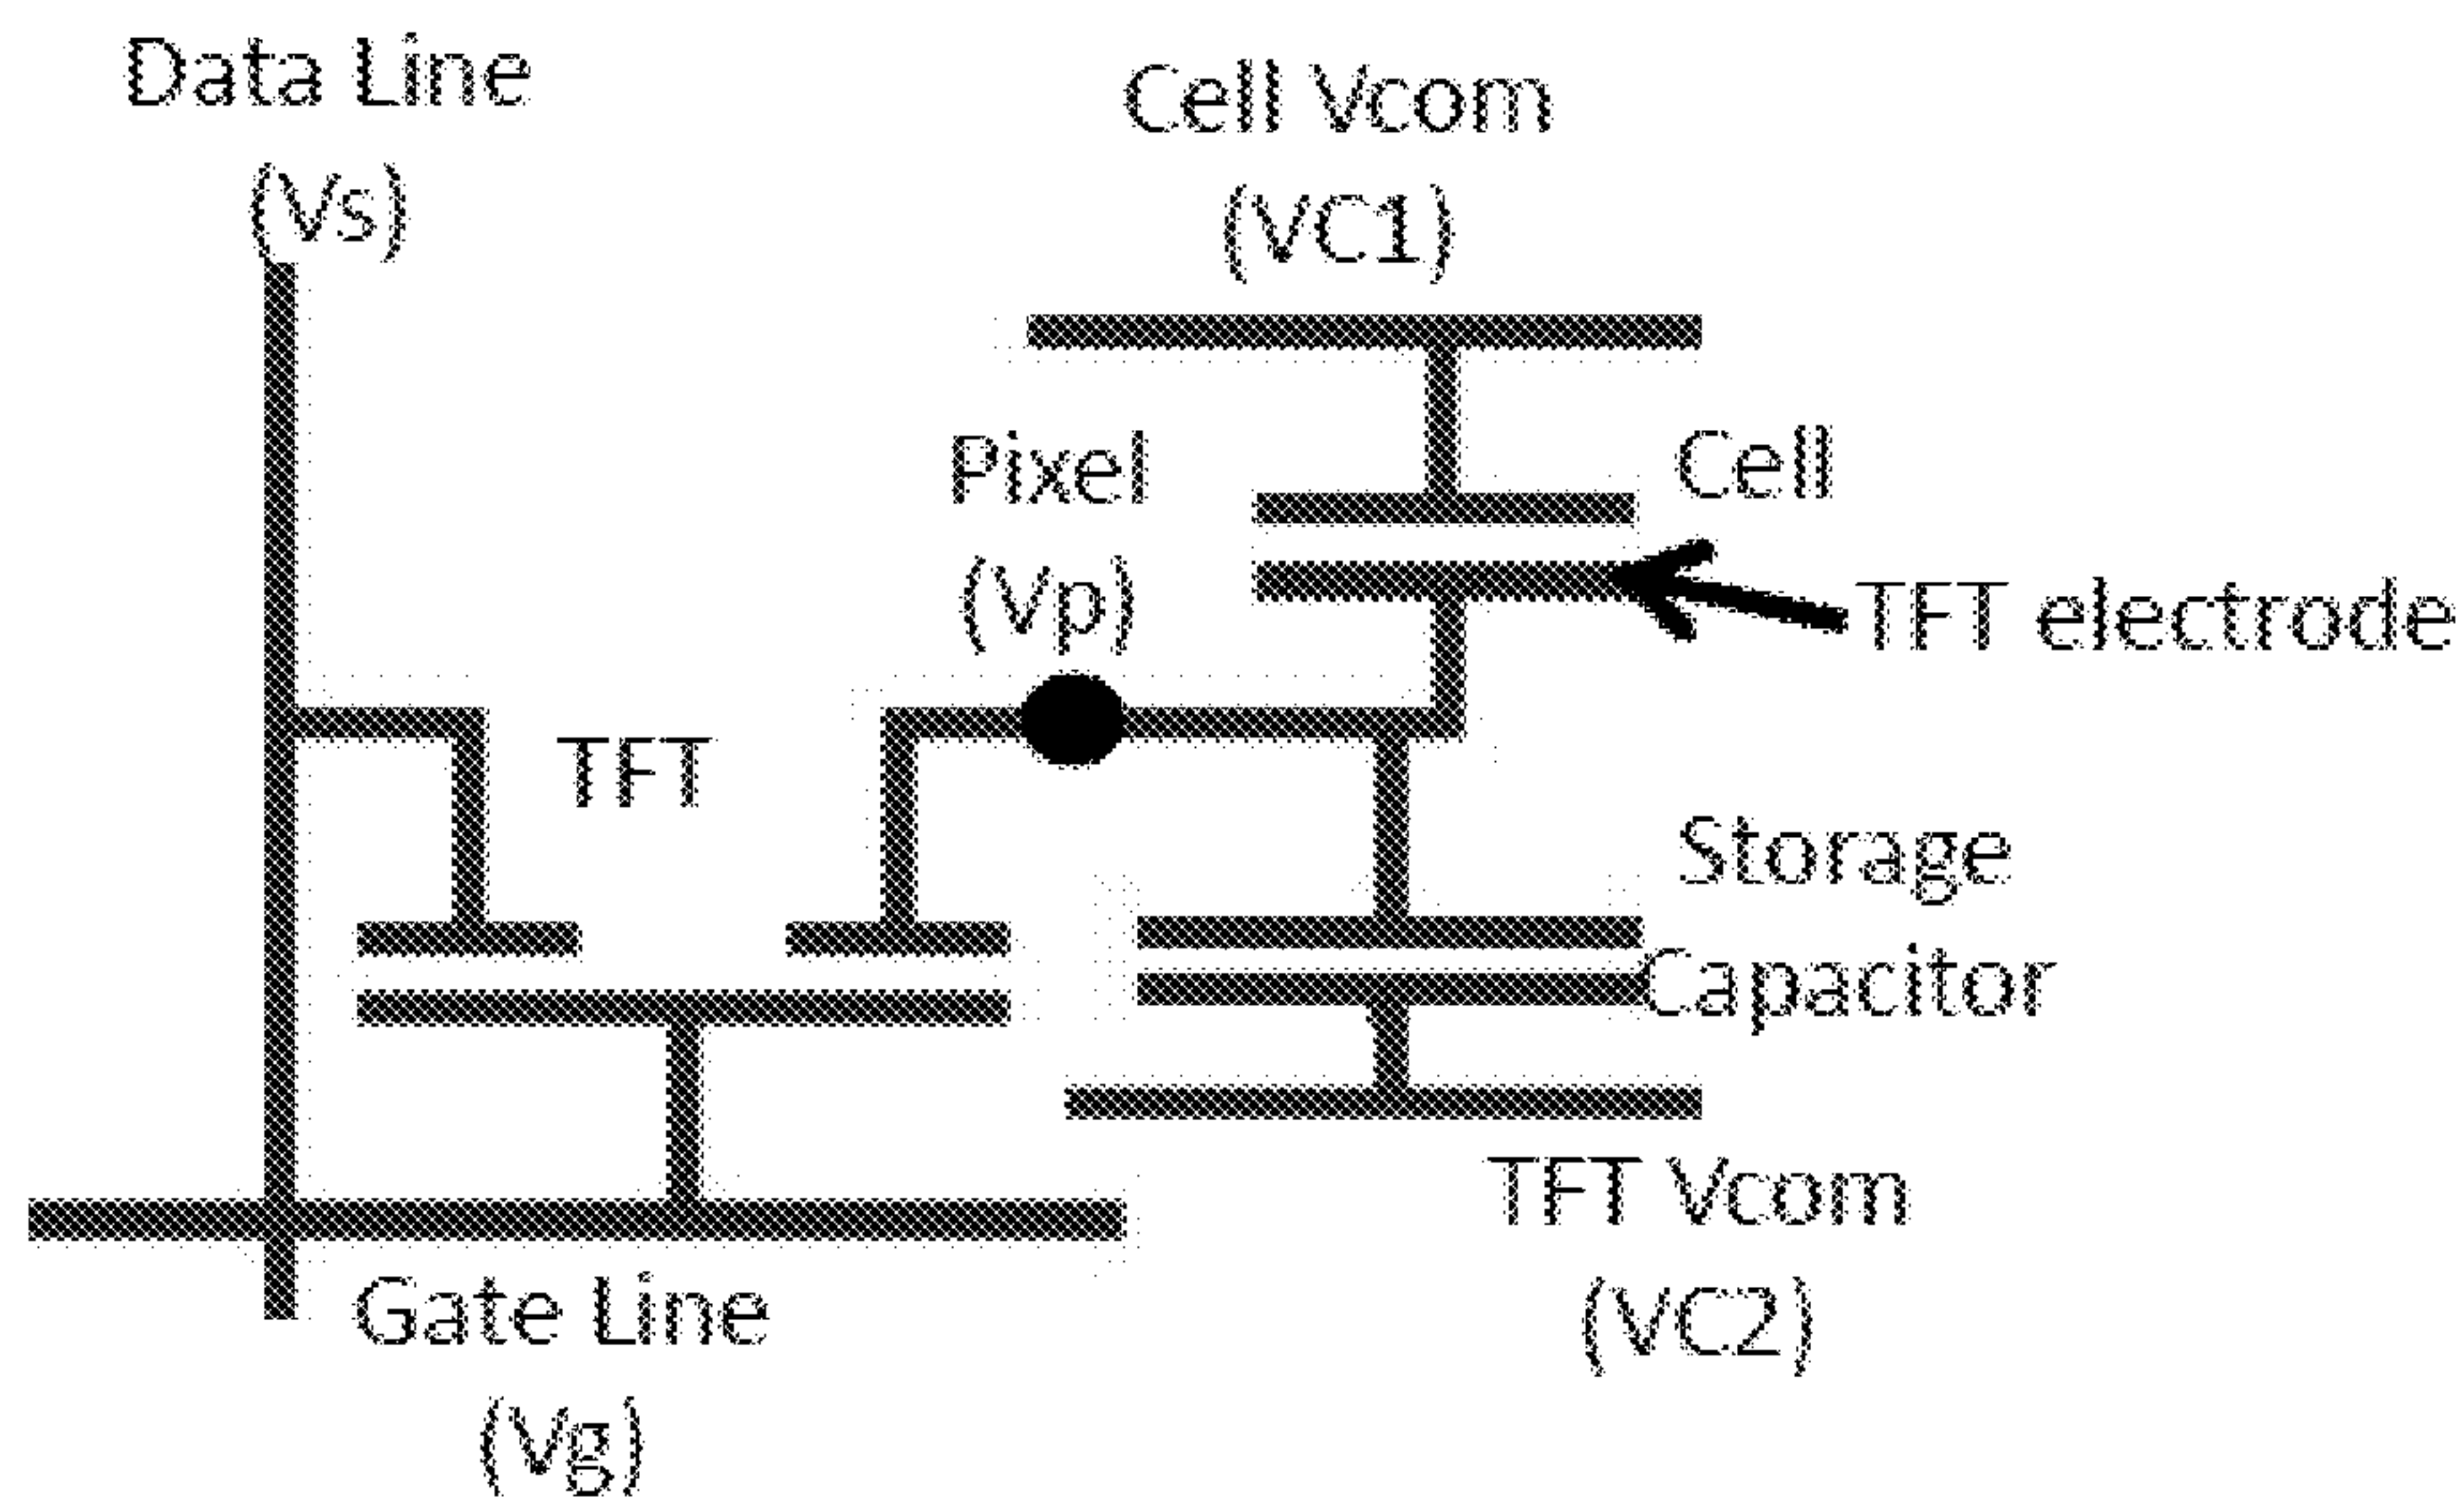 Data Line
(Vs)
Cell Vcom
(VC1)
Pixel
(Vp)
Cell
TFT electrode
TFT
Storage
Capacitor
TFT Vcom
(VC2)
Gate Line
(Vg)